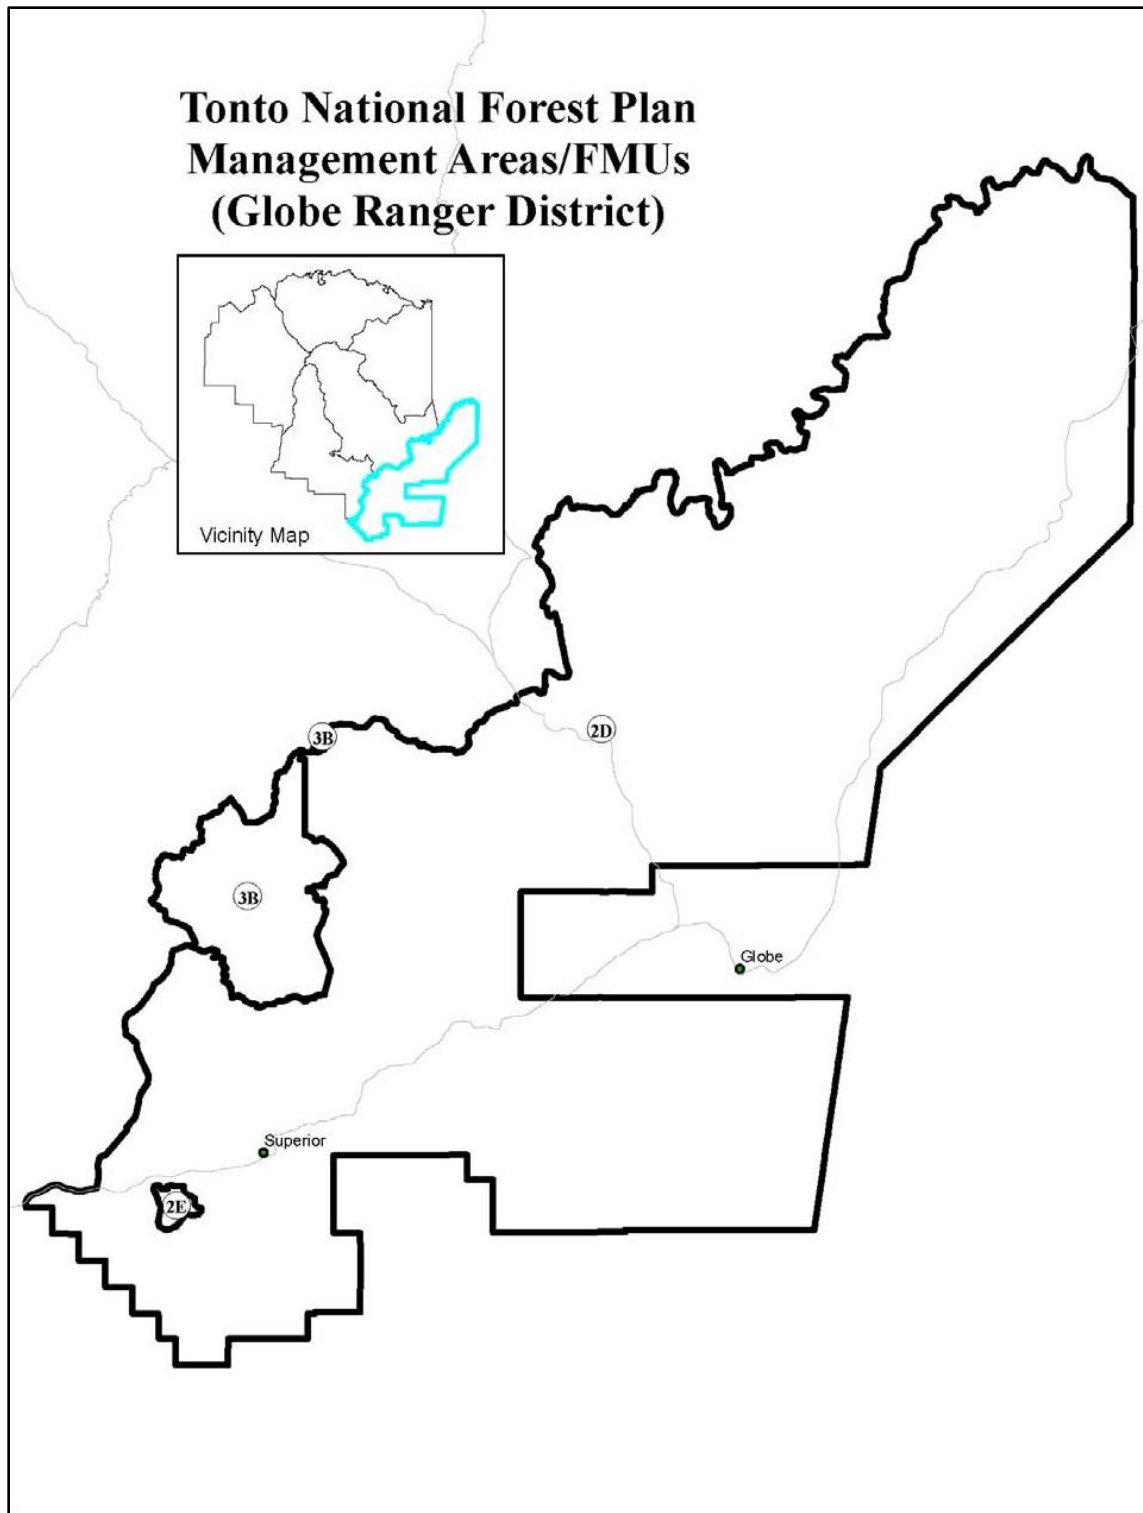 Tonto National Forest Plan
Management Areas/FMUs
(Globe Ranger District)
Vicinity Map
3B
2D
3B
Globe
Superior
2E